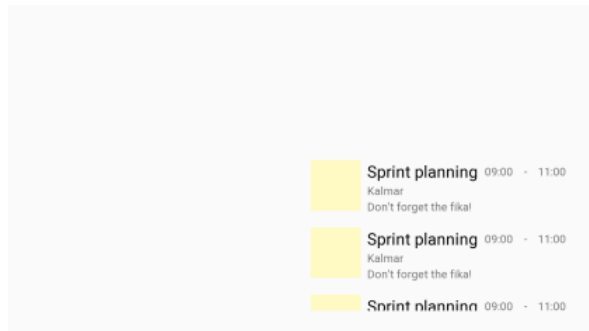 Sprint planning 09:00 - 11:00
Kalmar
Don't forget the fika!
Sprint planning 09:00 - 11:00
Kalmar
Don't forget the fika!
Sprint planning 09:00 - 11:00